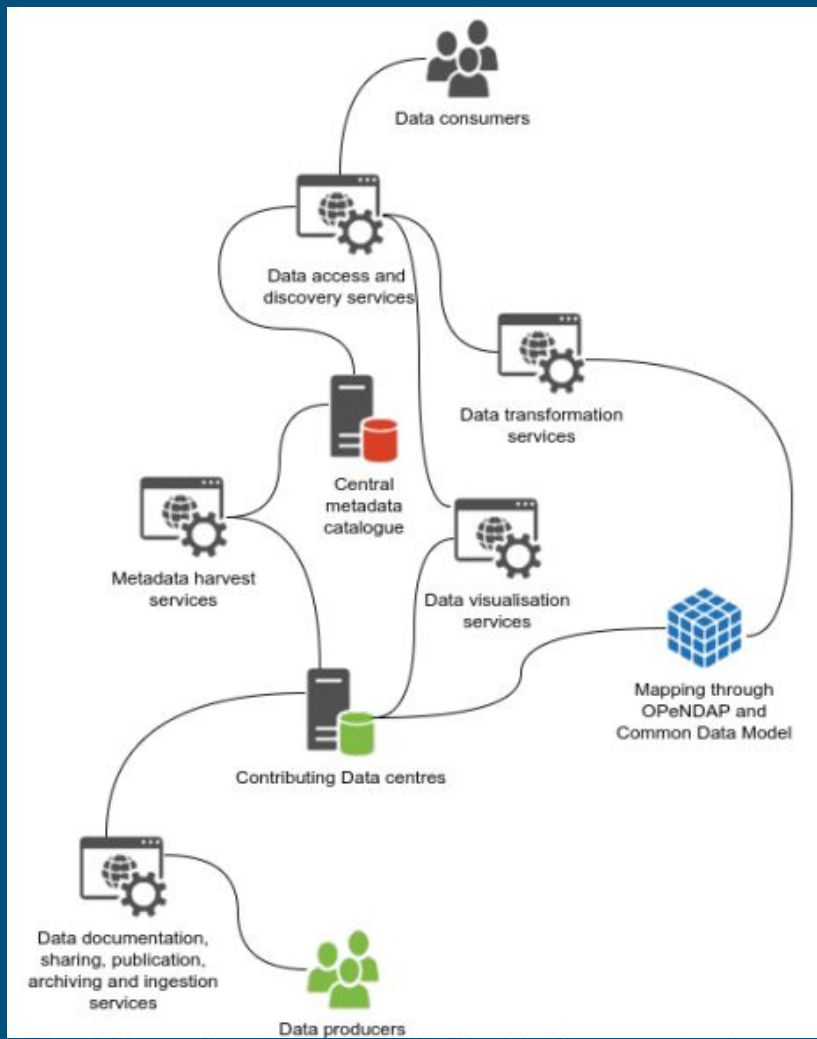 Data consumers
Data access and
discovery services
Data transformation
services
Central
metadata
catalogue
Metadata harvest
services
Data visualisation
services
Mapping through
OPeNDAP and
Common Data Model
Contributing Data centres
Data documentation,
sharing, publication,
archiving and ingestion
services
Data producers